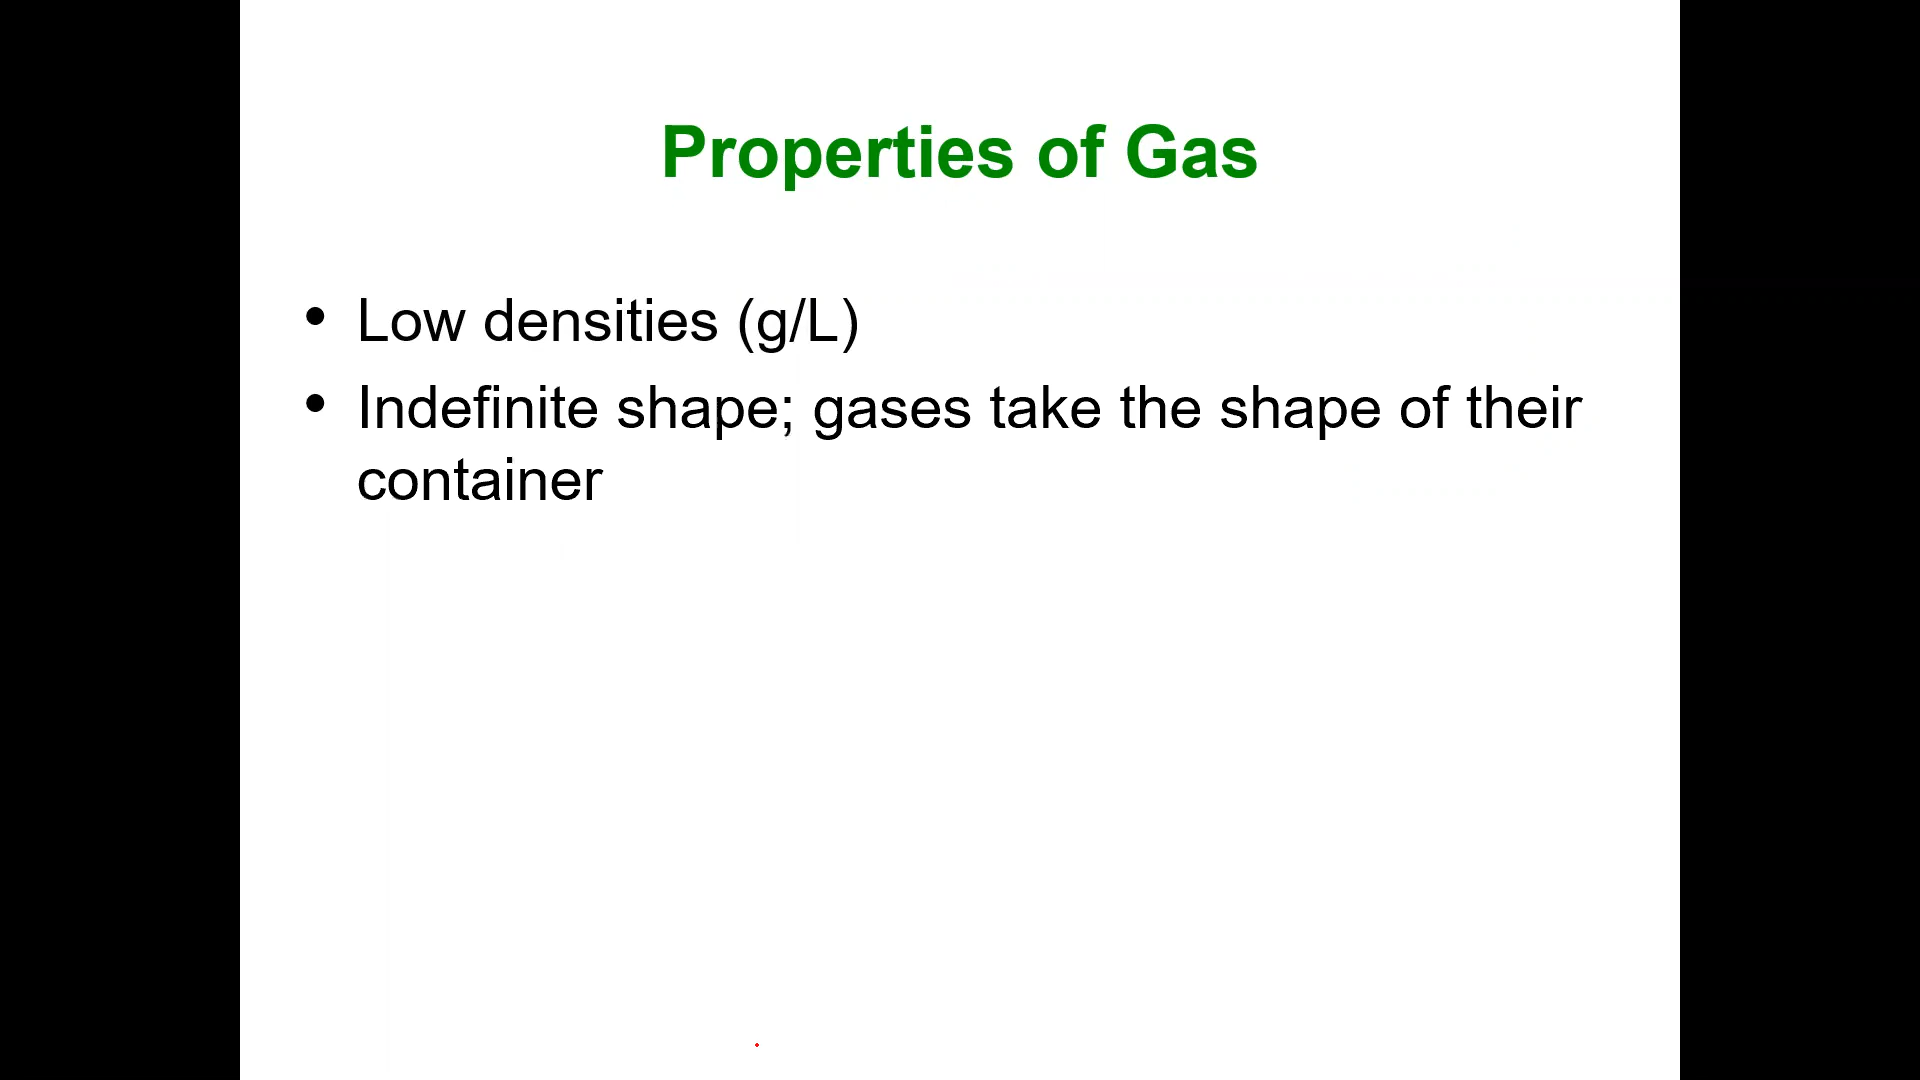 Properties of Gas
• Low densities (g/L)
• Indefinite shape; gases take the shape of their
container